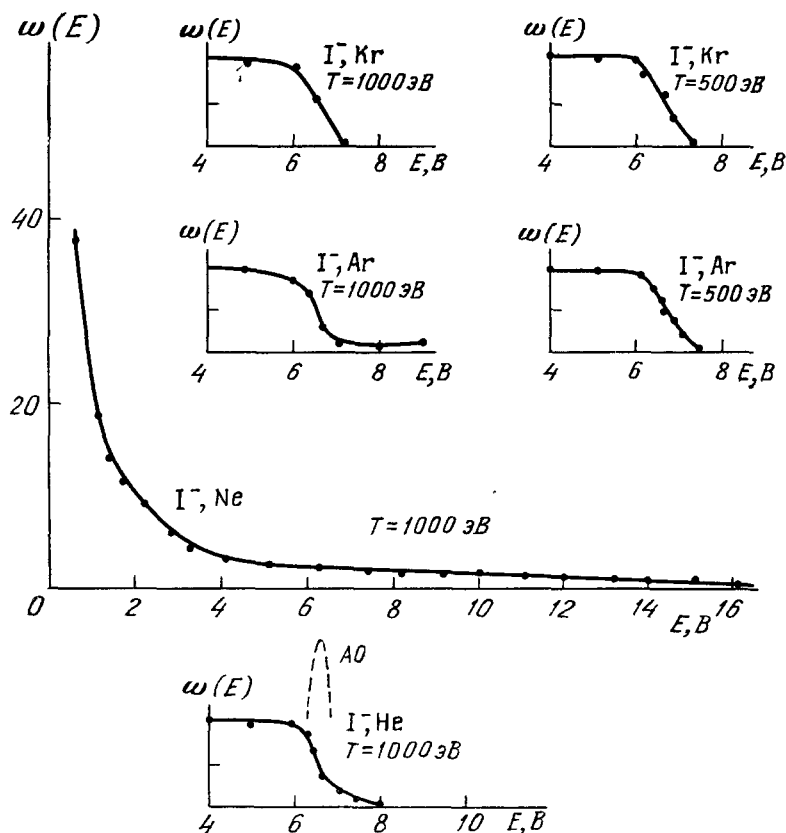 ω(E)
40
20
0
2
4
6
8
10
12
14
16
E, В
I⁻, Ne
T=1000 эВ
ω(E)
I⁻, Kr
T=1000 эВ
4
6
8
E, В
ω(E)
I⁻, Kr
T=500 эВ
4
6
8
E, В
ω(E)
I⁻, Ar
T=1000 эВ
4
6
8
E, В
ω(E)
I⁻, Ar
T=500 эВ
4
6
8
E, В
ω(E)
АО
I⁻, He
T=1000 эВ
4
6
8
10
E, В